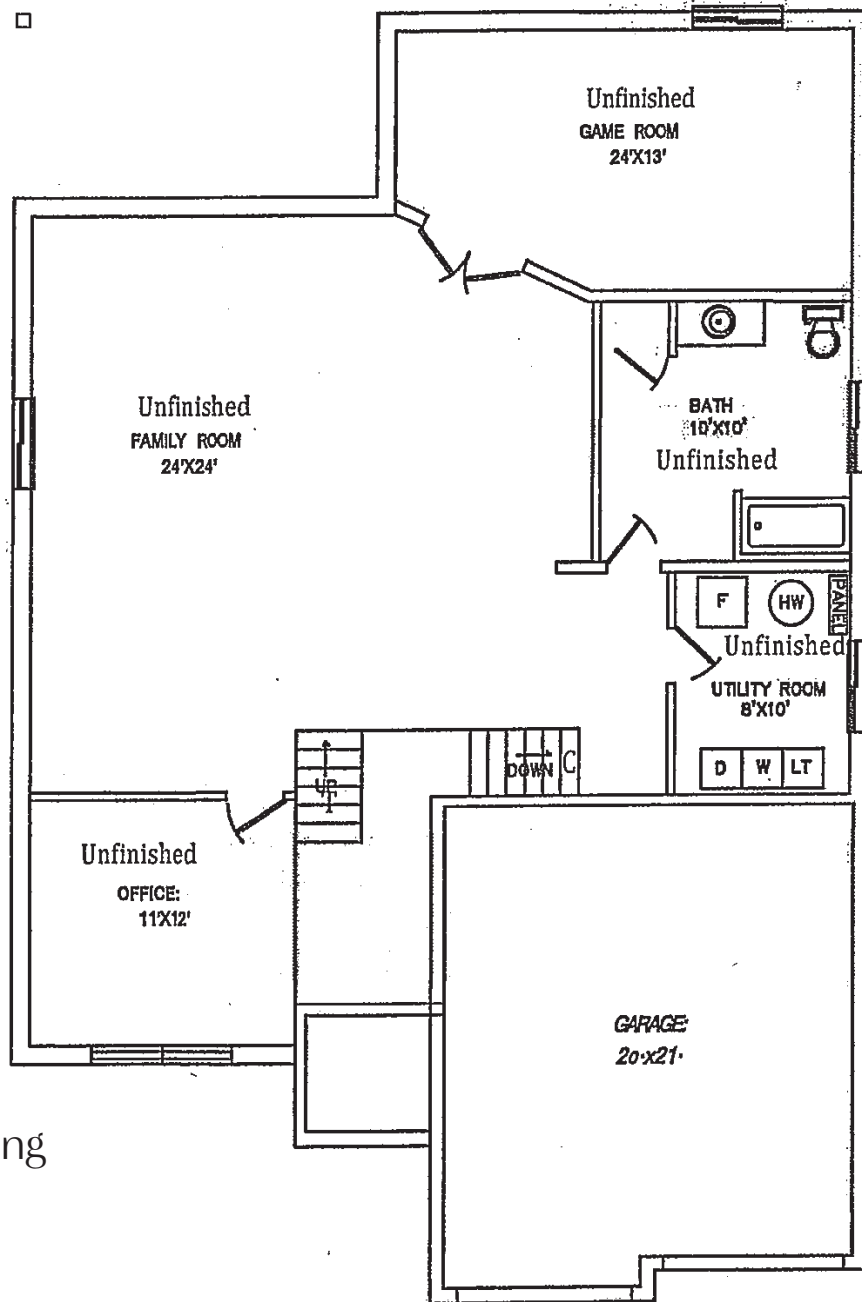 Unfinished
GAME ROOM
24'X13'
Unfinished
FAMILY ROOM
24'X24'
BATH
10'X10'
Unfinished
F
HW
PANEL
Unfinished
UTILITY ROOM
8'X10'
UP
DOWN
C
D
W
LT
Unfinished
OFFICE:
11'X12'
GARAGE:
20'x21'
ng